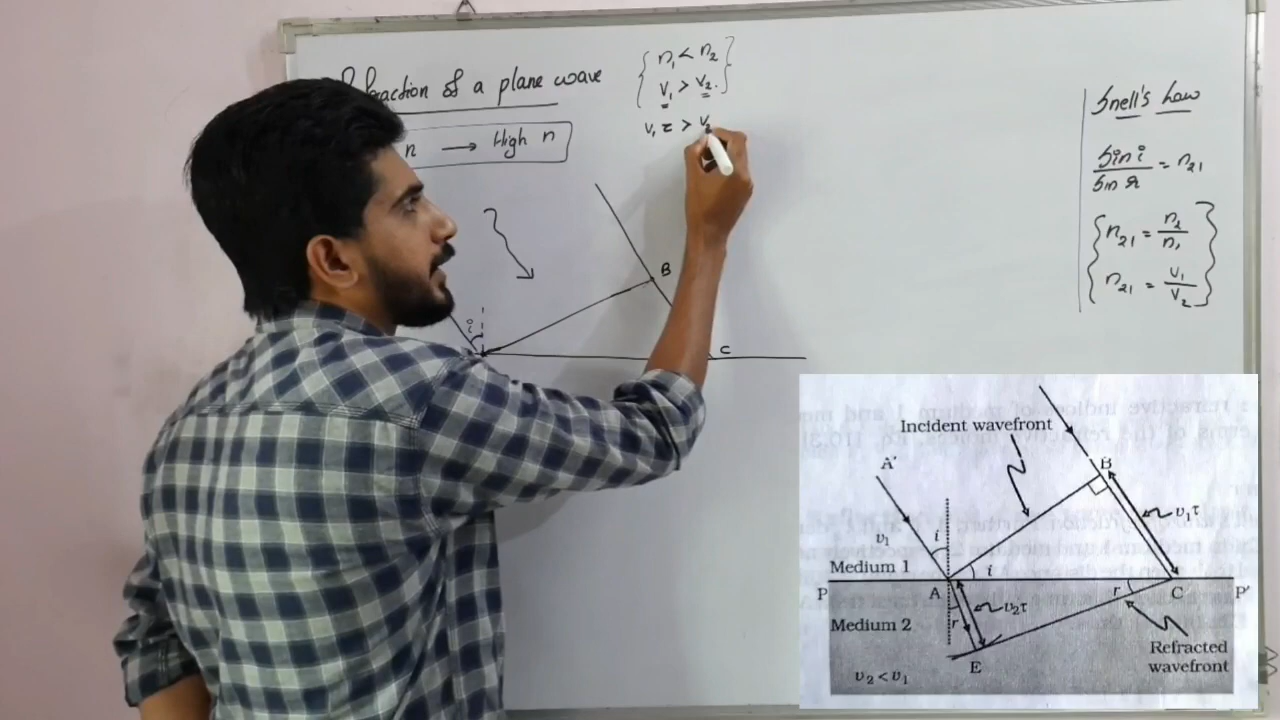 Refraction of a plane wave
n → High n
{ n₁ < n₂ }
{ v₁ > v₂. }
v₁ τ > v₂
i
B
C
Snell's Law
Sin i / Sin r = n₂₁
{ n₂₁ = n₂ / n₁ }
{ n₂₁ = v₁ / v₂ }
Incident wavefront
A'
B
v₁τ
v₁
i
Medium 1
i
P
A
r
C
P'
v₂τ
Medium 2
r
E
Refracted
wavefront
v₂ < v₁